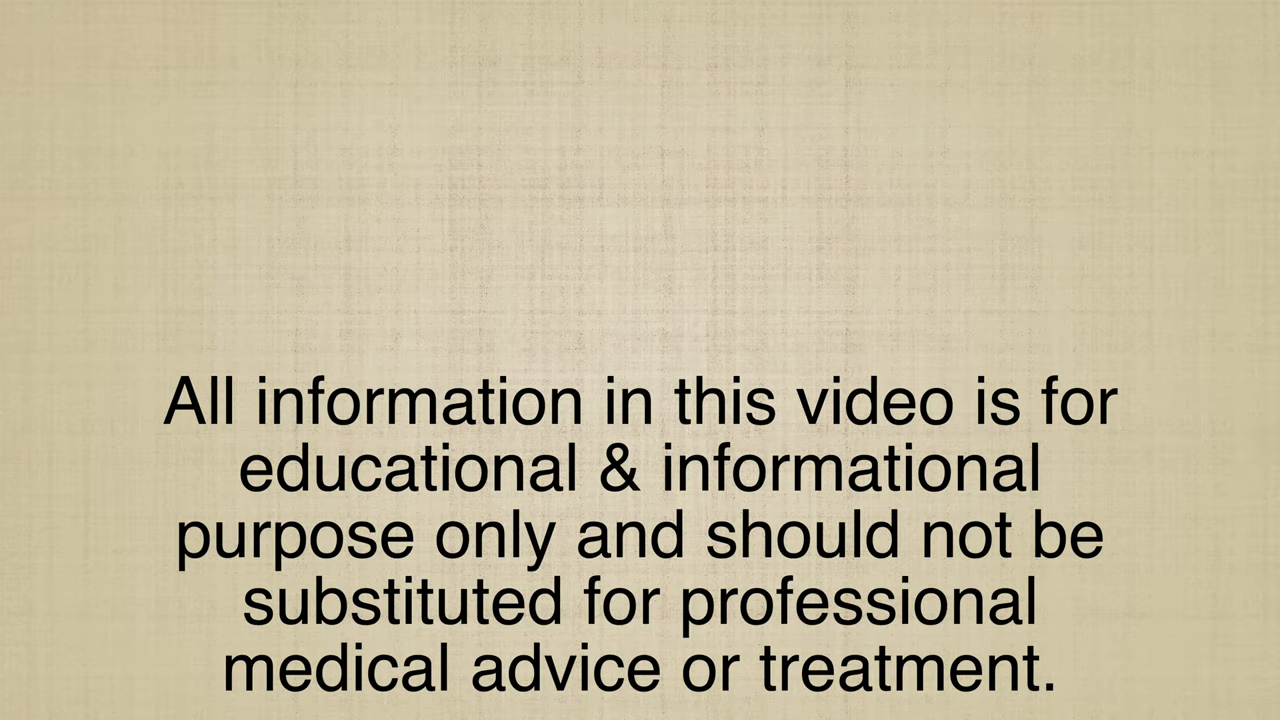 All information in this video is for
educational & informational
purpose only and should not be
substituted for professional
medical advice or treatment.